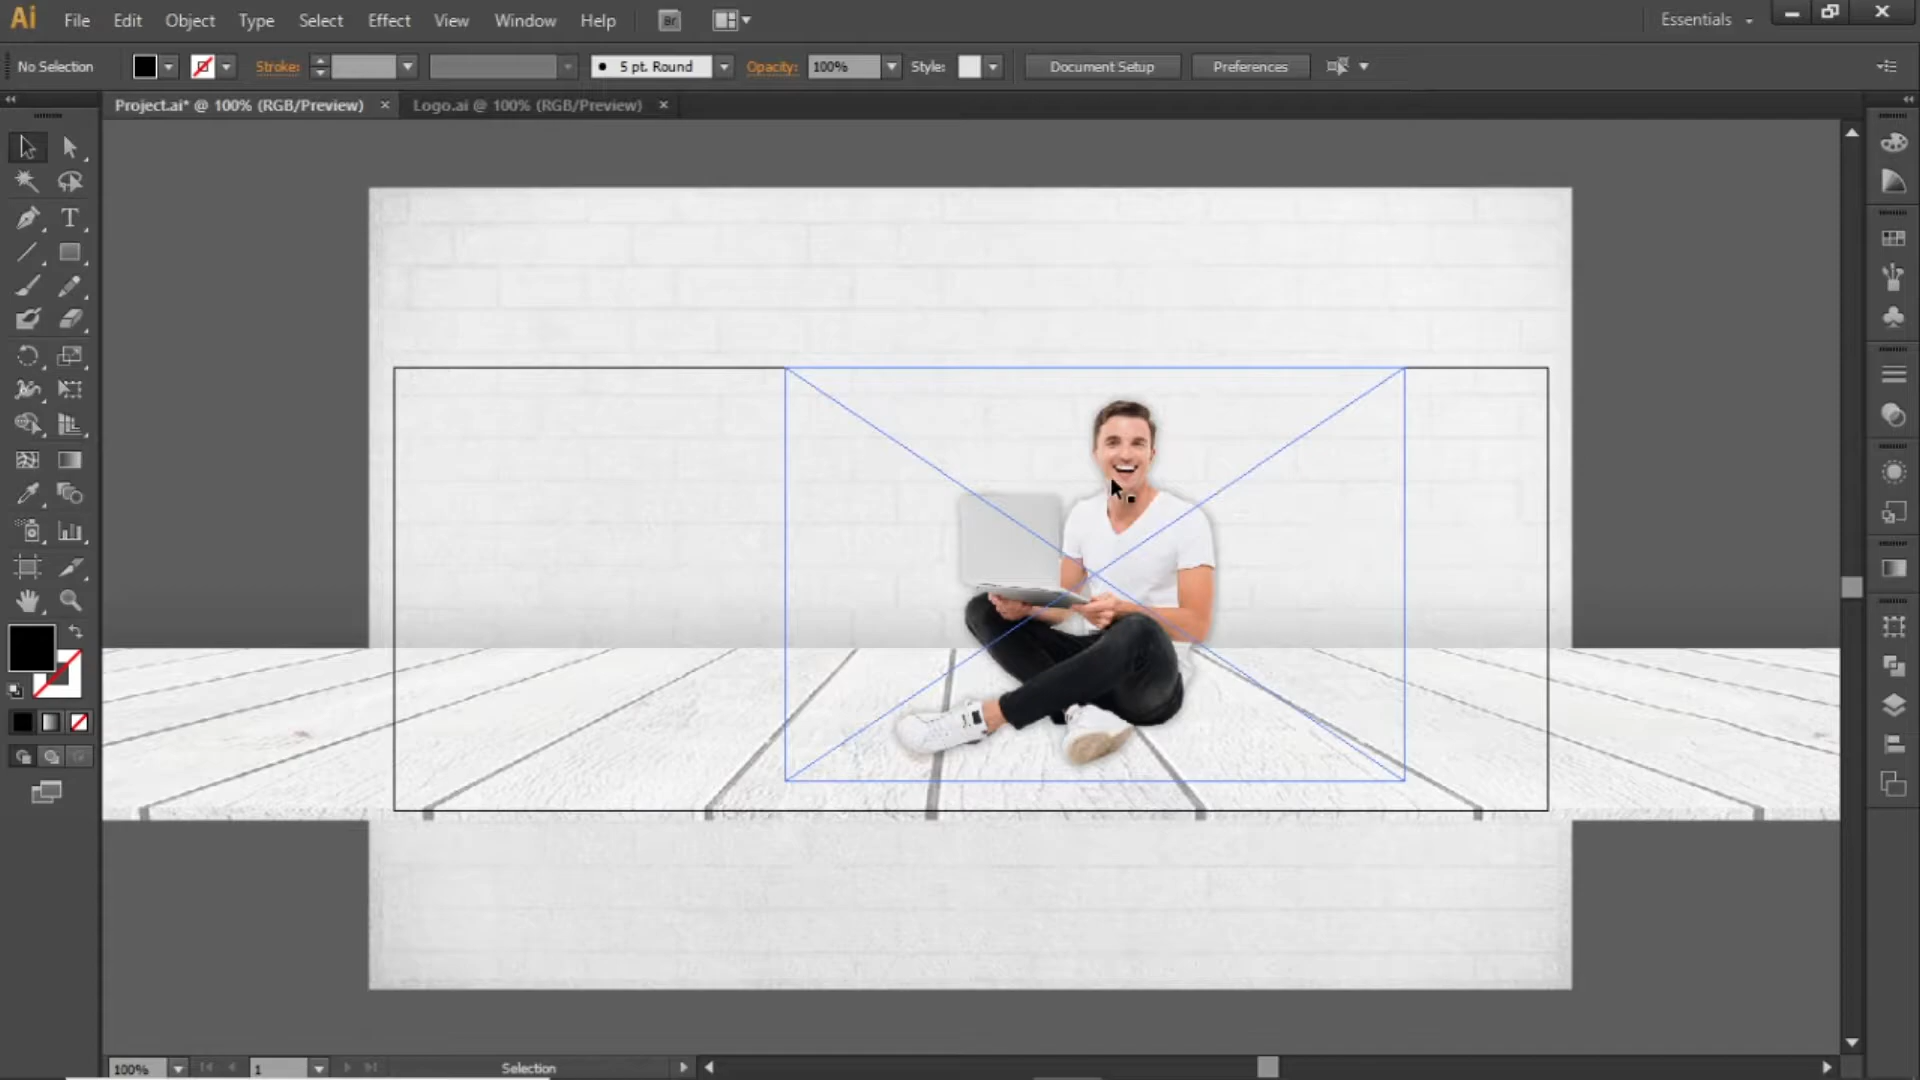 Ai File Edit Object Type Select Effect View Window Help Br Essentials
No Selection Stroke: 5 pt. Round Opacity: 100% Style: Document Setup Preferences
Project.ai* @ 100% (RGB/Preview) × Logo.ai @ 100% (RGB/Preview) ×
T
100% 1 Selection